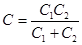 C = C₁C₂ / (C₁ + C₂)